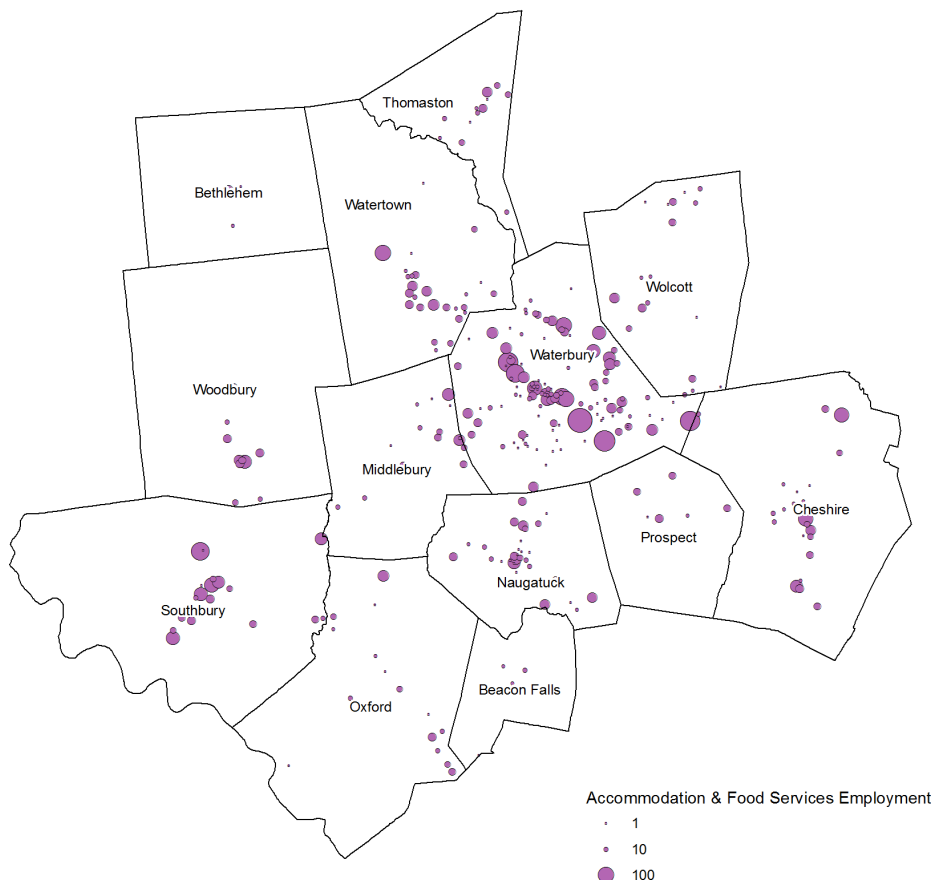 Thomaston
Bethlehem
Watertown
Wolcott
Waterbury
Woodbury
Middlebury
Cheshire
Prospect
Naugatuck
Southbury
Beacon Falls
Oxford
Accommodation & Food Services Employment
1
10
100